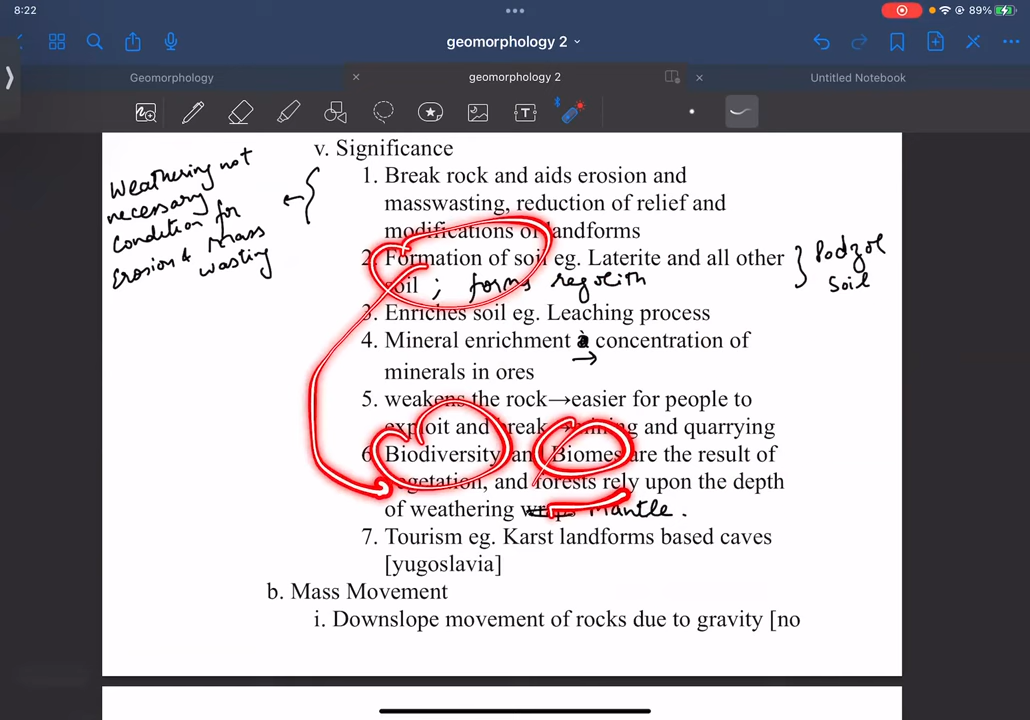 8:22
89%
geomorphology 2
Geomorphology
geomorphology 2
Untitled Notebook
v. Significance
1. Break rock and aids erosion and
masswasting, reduction of relief and
modifications of landforms
Weathering not
necessary
Condition for
Erosion & Mass
wasting
2. Formation of soil eg. Laterite and all other
soil ; forms regolith
Podzol
Soil
3. Enriches soil eg. Leaching process
4. Mineral enrichment → concentration of
minerals in ores
5. weakens the rock→easier for people to
exploit and break → mining and quarrying
6. Biodiversity and Biomes are the result of
vegetation, and forests rely upon the depth
of weathering mantle.
7. Tourism eg. Karst landforms based caves
[yugoslavia]
b. Mass Movement
i. Downslope movement of rocks due to gravity [no